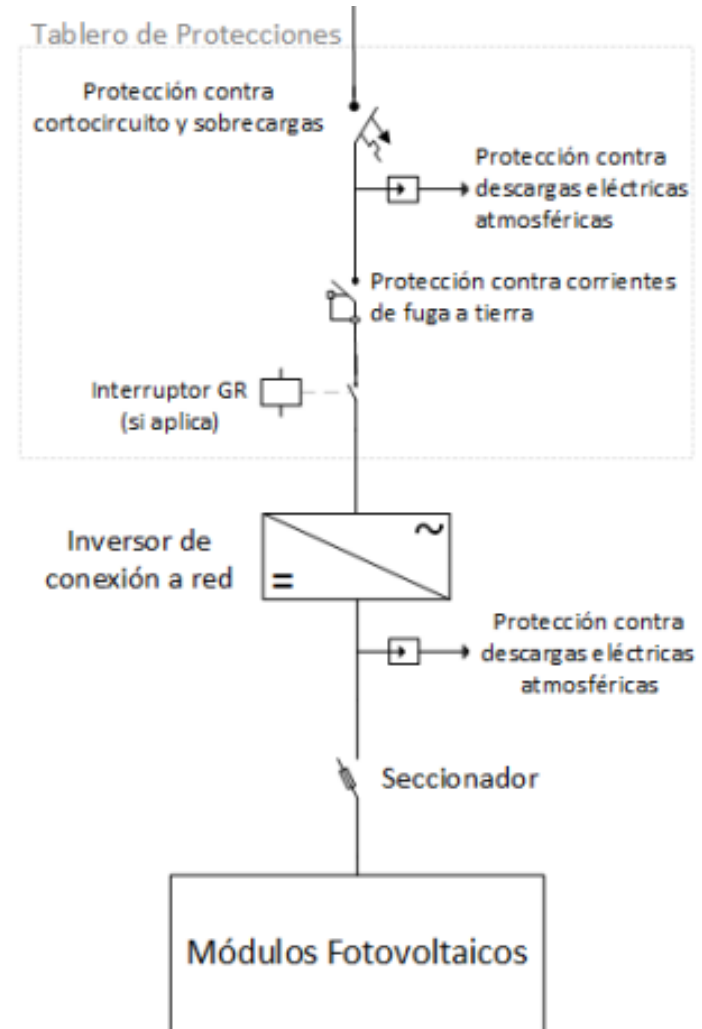 Tablero de Protecciones
Protección contra
cortocircuito y sobrecargas
Protección contra
descargas eléctricas
atmosféricas
Protección contra corrientes
de fuga a tierra
Interruptor GR
(si aplica)
Inversor de
conexión a red
~
=
Protección contra
descargas eléctricas
atmosféricas
Seccionador
Módulos Fotovoltaicos